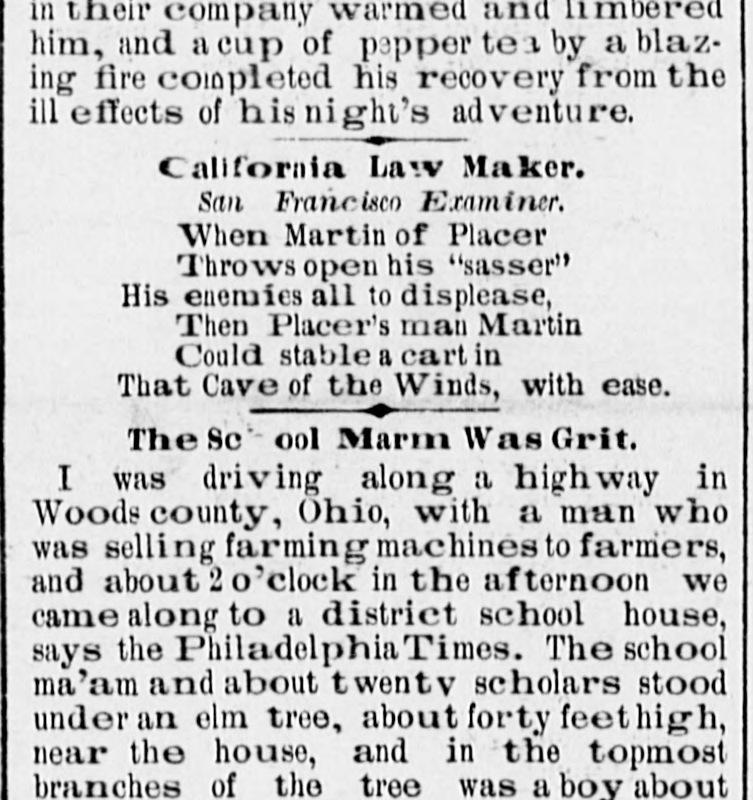 in their company warmed and limbered
him, and a cup of pepper tea by a blaz-
ing fire completed his recovery from the
ill effects of his night's adventure.
California Law Maker.
San Francisco Examiner.
When Martin of Placer
Throws open his "sasser"
His enemies all to displease,
Then Placer's man Martin
Could stable a cart in
That Cave of the Winds, with ease.
The Sc ool Marm Was Grit.
I was driving along a highway in
Woods county, Ohio, with a man who
was selling farming machines to farmers,
and about 2 o'clock in the afternoon we
came along to a district school house,
says the Philadelphia Times. The school
ma'am and about twenty scholars stood
under an elm tree, about forty feet high,
near the house, and in the topmost
branches of the tree was a boy about